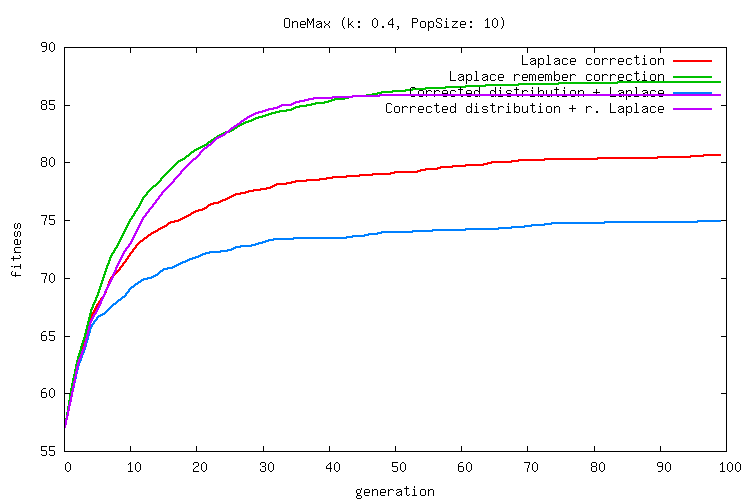 OneMax (k: 0.4, PopSize: 10)
90
85
80
75
70
65
60
55
fitness
Laplace correction
Laplace remember correction
Corrected distribution + Laplace
Corrected distribution + r. Laplace
0 10 20 30 40 50 60 70 80 90 100
generation